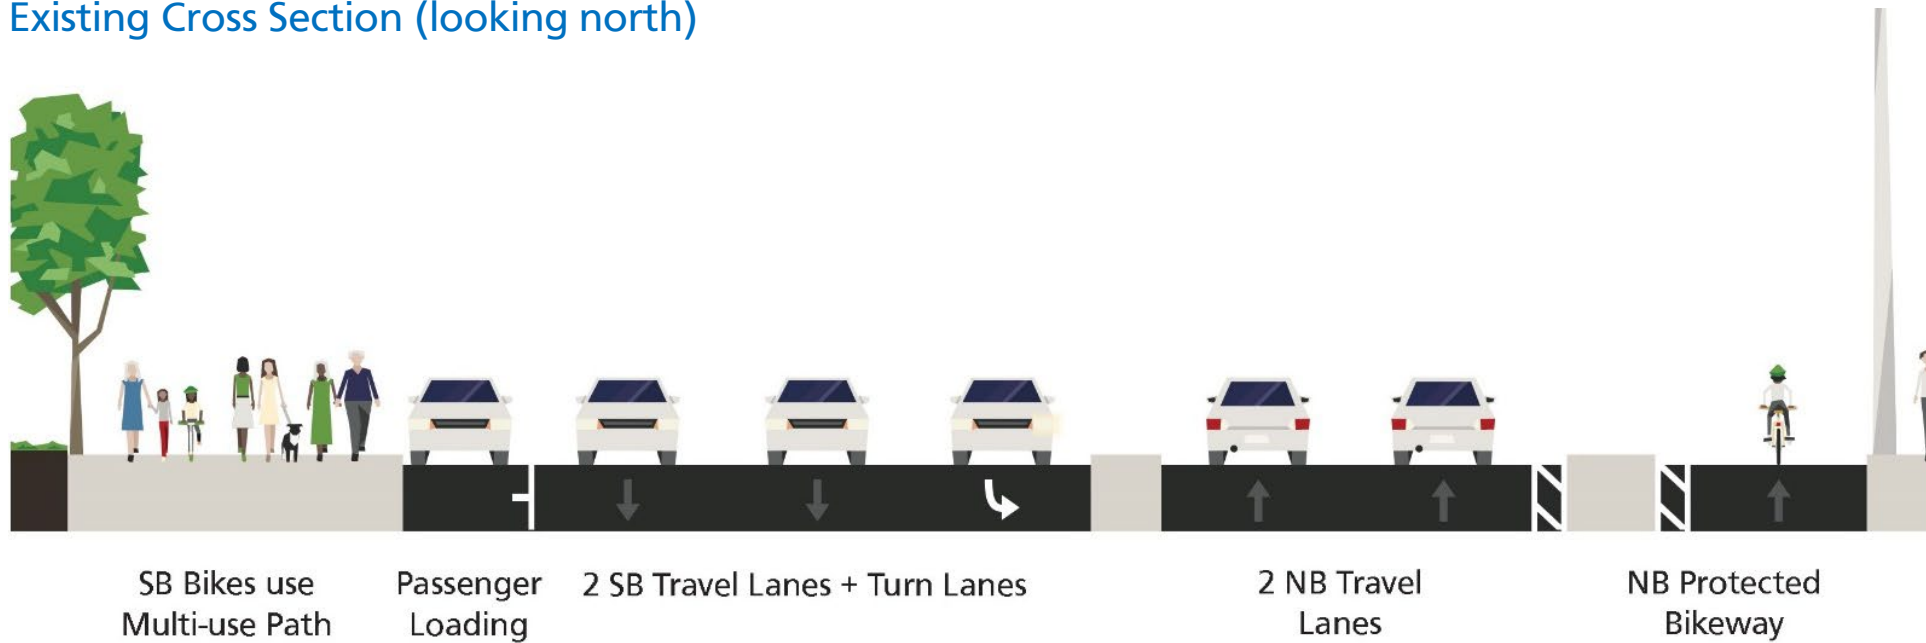 Existing Cross Section (looking north)
SB Bikes use
Multi-use Path
Passenger
Loading
2 SB Travel Lanes + Turn Lanes
2 NB Travel
Lanes
NB Protected
Bikeway